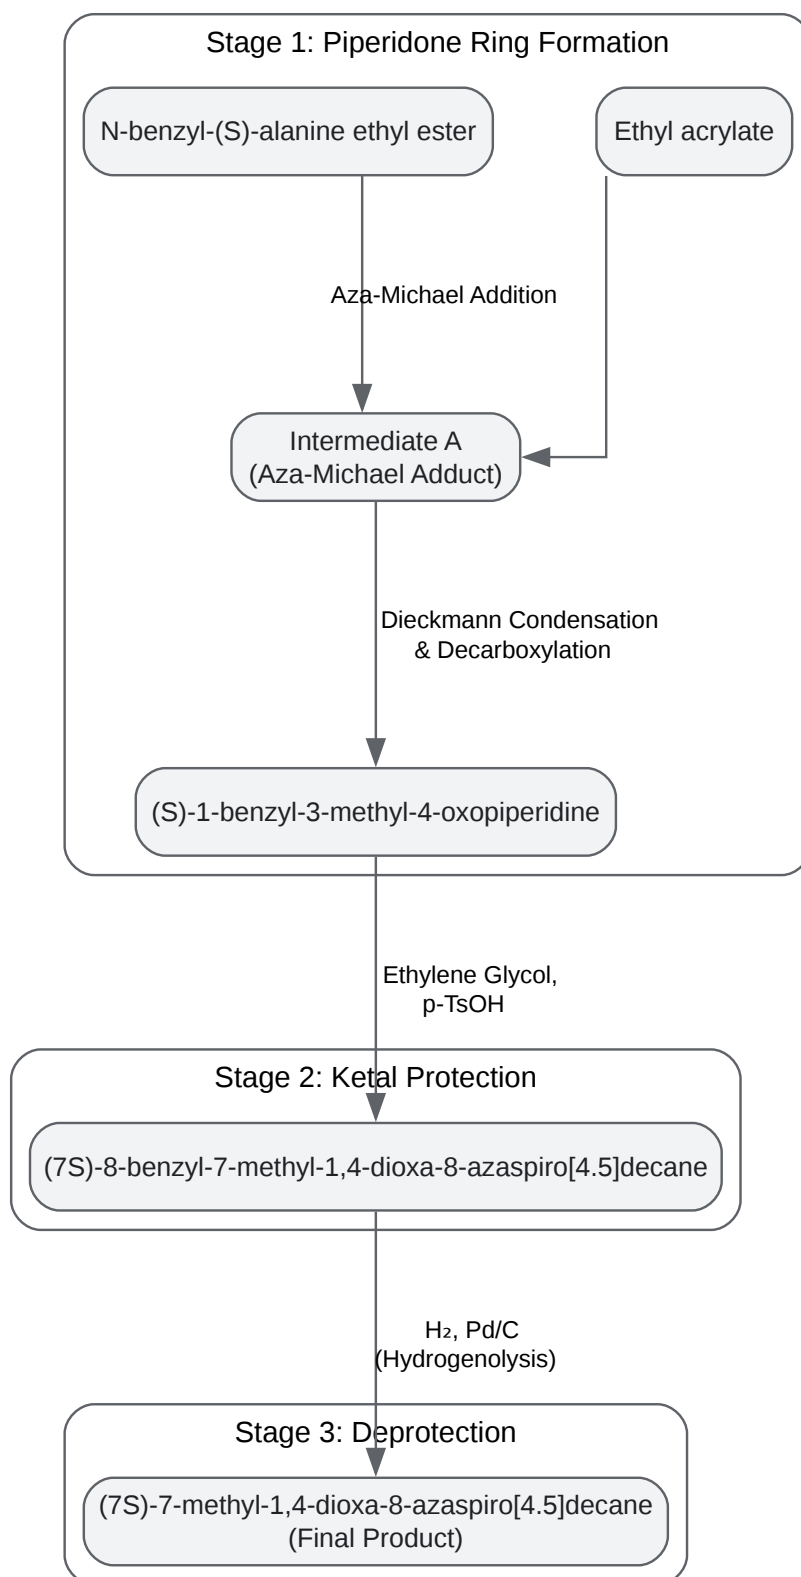 Stage 1: Piperidone Ring Formation
N-benzyl-(S)-alanine ethyl ester
Ethyl acrylate
Aza-Michael Addition
Intermediate A
(Aza-Michael Adduct)
Dieckmann Condensation
& Decarboxylation
(S)-1-benzyl-3-methyl-4-oxopiperidine
Ethylene Glycol,
p-TsOH
Stage 2: Ketal Protection
(7S)-8-benzyl-7-methyl-1,4-dioxa-8-azaspiro[4.5]decane
H₂, Pd/C
(Hydrogenolysis)
Stage 3: Deprotection
(7S)-7-methyl-1,4-dioxa-8-azaspiro[4.5]decane
(Final Product)